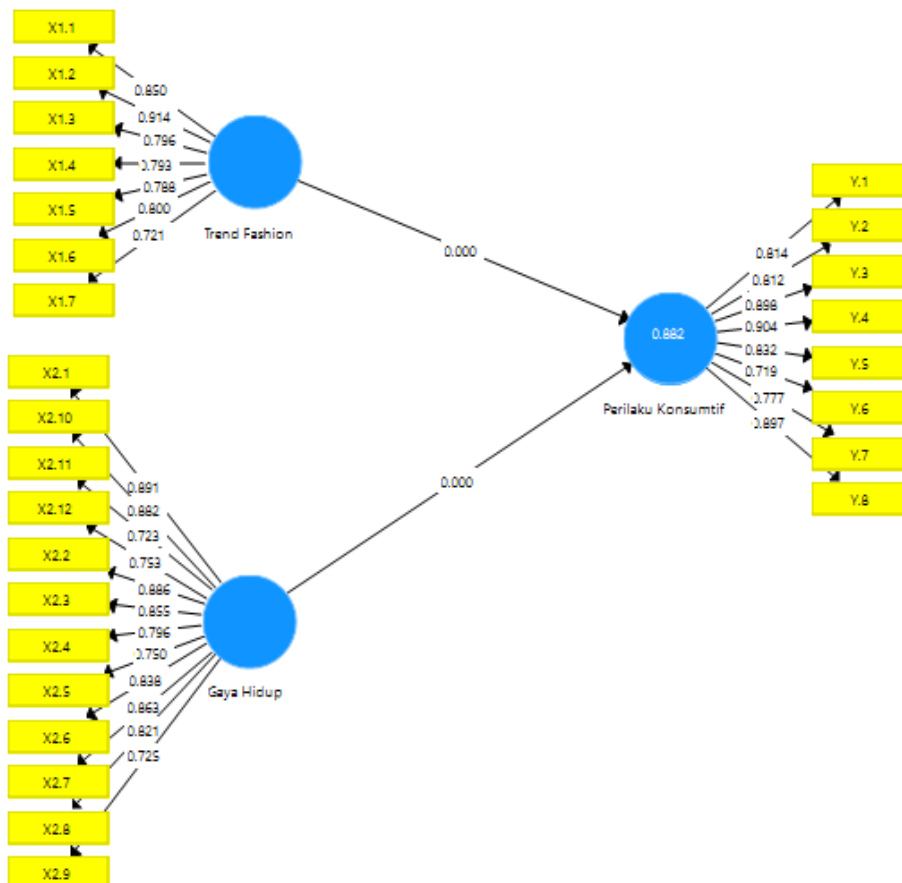 X1.1
X1.2
X1.3
X1.4
X1.5
X1.6
X1.7
0.850
0.914
0.796
0.793
0.788
0.800
0.721
Trend Fashion
0.000
X2.1
X2.10
X2.11
X2.12
X2.2
X2.3
X2.4
X2.5
X2.6
X2.7
X2.8
X2.9
0.891
0.882
0.723
0.753
0.886
0.855
0.796
0.750
0.838
0.863
0.821
0.725
Gaya Hidup
0.000
0.882
Perilaku Konsumtif
0.814
0.812
0.898
0.904
0.832
0.719
0.777
0.897
Y.1
Y.2
Y.3
Y.4
Y.5
Y.6
Y.7
Y.8